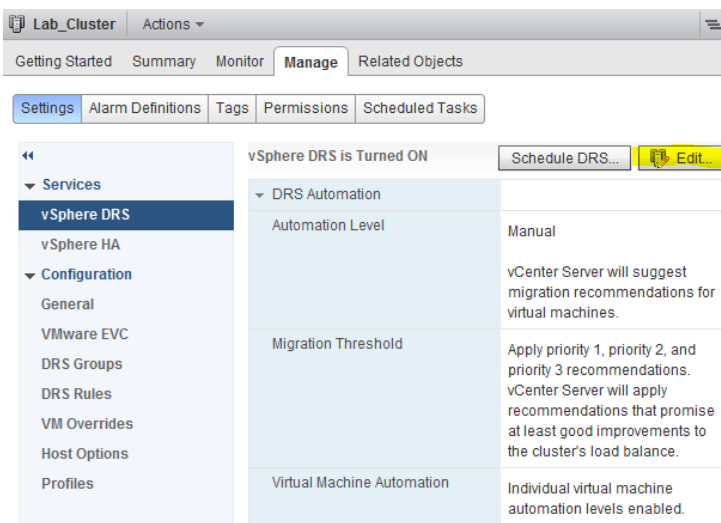 Lab_Cluster Actions
Getting Started Summary Monitor Manage Related Objects
Settings Alarm Definitions Tags Permissions Scheduled Tasks
vSphere DRS is Turned ON Schedule DRS... Edit...
Services
vSphere DRS
vSphere HA
Configuration
General
VMware EVC
DRS Groups
DRS Rules
VM Overrides
Host Options
Profiles
DRS Automation
Automation Level
Manual
vCenter Server will suggest
migration recommendations for
virtual machines.
Migration Threshold
Apply priority 1, priority 2, and
priority 3 recommendations.
vCenter Server will apply
recommendations that promise
at least good improvements to
the cluster's load balance.
Virtual Machine Automation
Individual virtual machine
automation levels enabled.